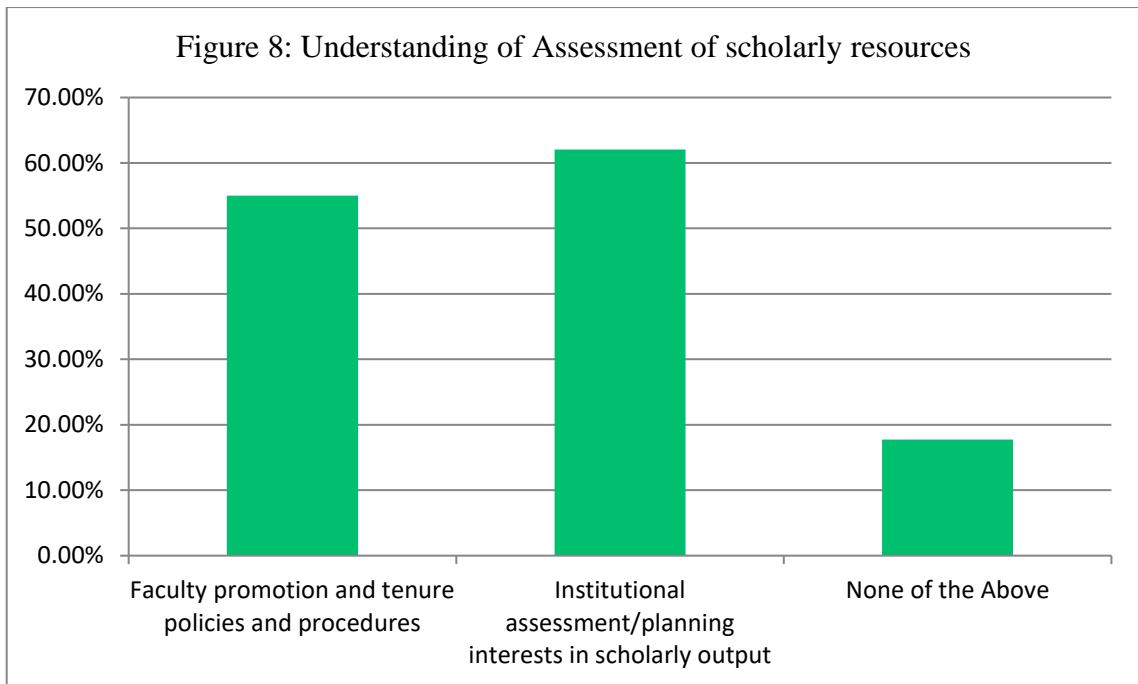 Figure 8: Understanding of Assessment of scholarly resources
70.00%
60.00%
50.00%
40.00%
30.00%
20.00%
10.00%
0.00%
Faculty promotion and tenure
policies and procedures
Institutional
assessment/planning
interests in scholarly output
None of the Above